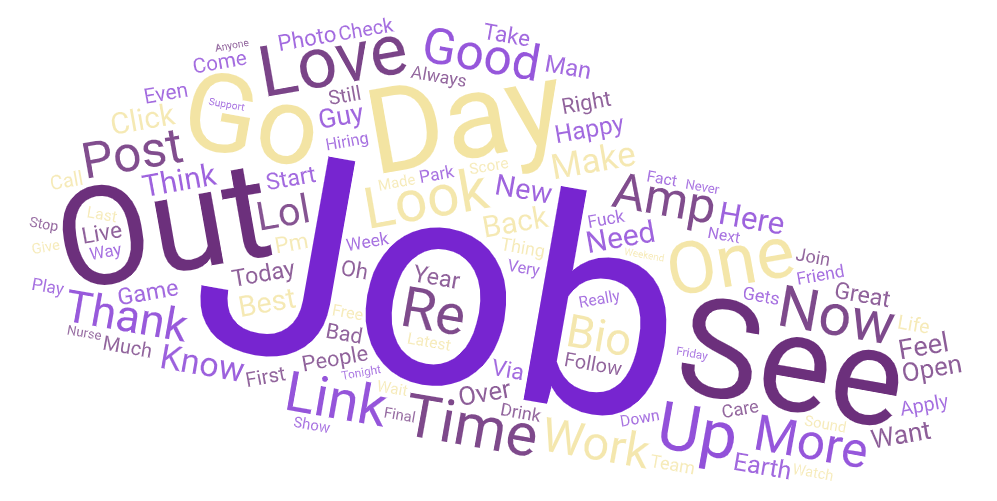 Anyone
Photo
Check
Take
Come
Love
Good
Man
Always
Even
Support
Still
Go
Day
Right
Click
Guy
Happy
Hiring
Post
Make
Score
Call
Think
Start
Made
Park
Look
New
Amp
Fact
Never
Out
Lol
Last
Live
Way
Stop
Give
Pm
Week
Back
Thing
Fuck
Need
Here
Next
Weekend
One
Join
Friend
Today
Job
Oh
Year
Very
Play
Game
Best
Re
Really
Gets
Now
Great
Thank
Free
Bad
Latest
Bio
See
Life
Nurse
Much
Know
First
People
Tonight
Follow
Friday
Feel
Open
Link
Wait
Via
Over
Show
Final
Time
Drink
Work
Down
Up
Care
More
Sound
Apply
Want
Team
Earth
Watch